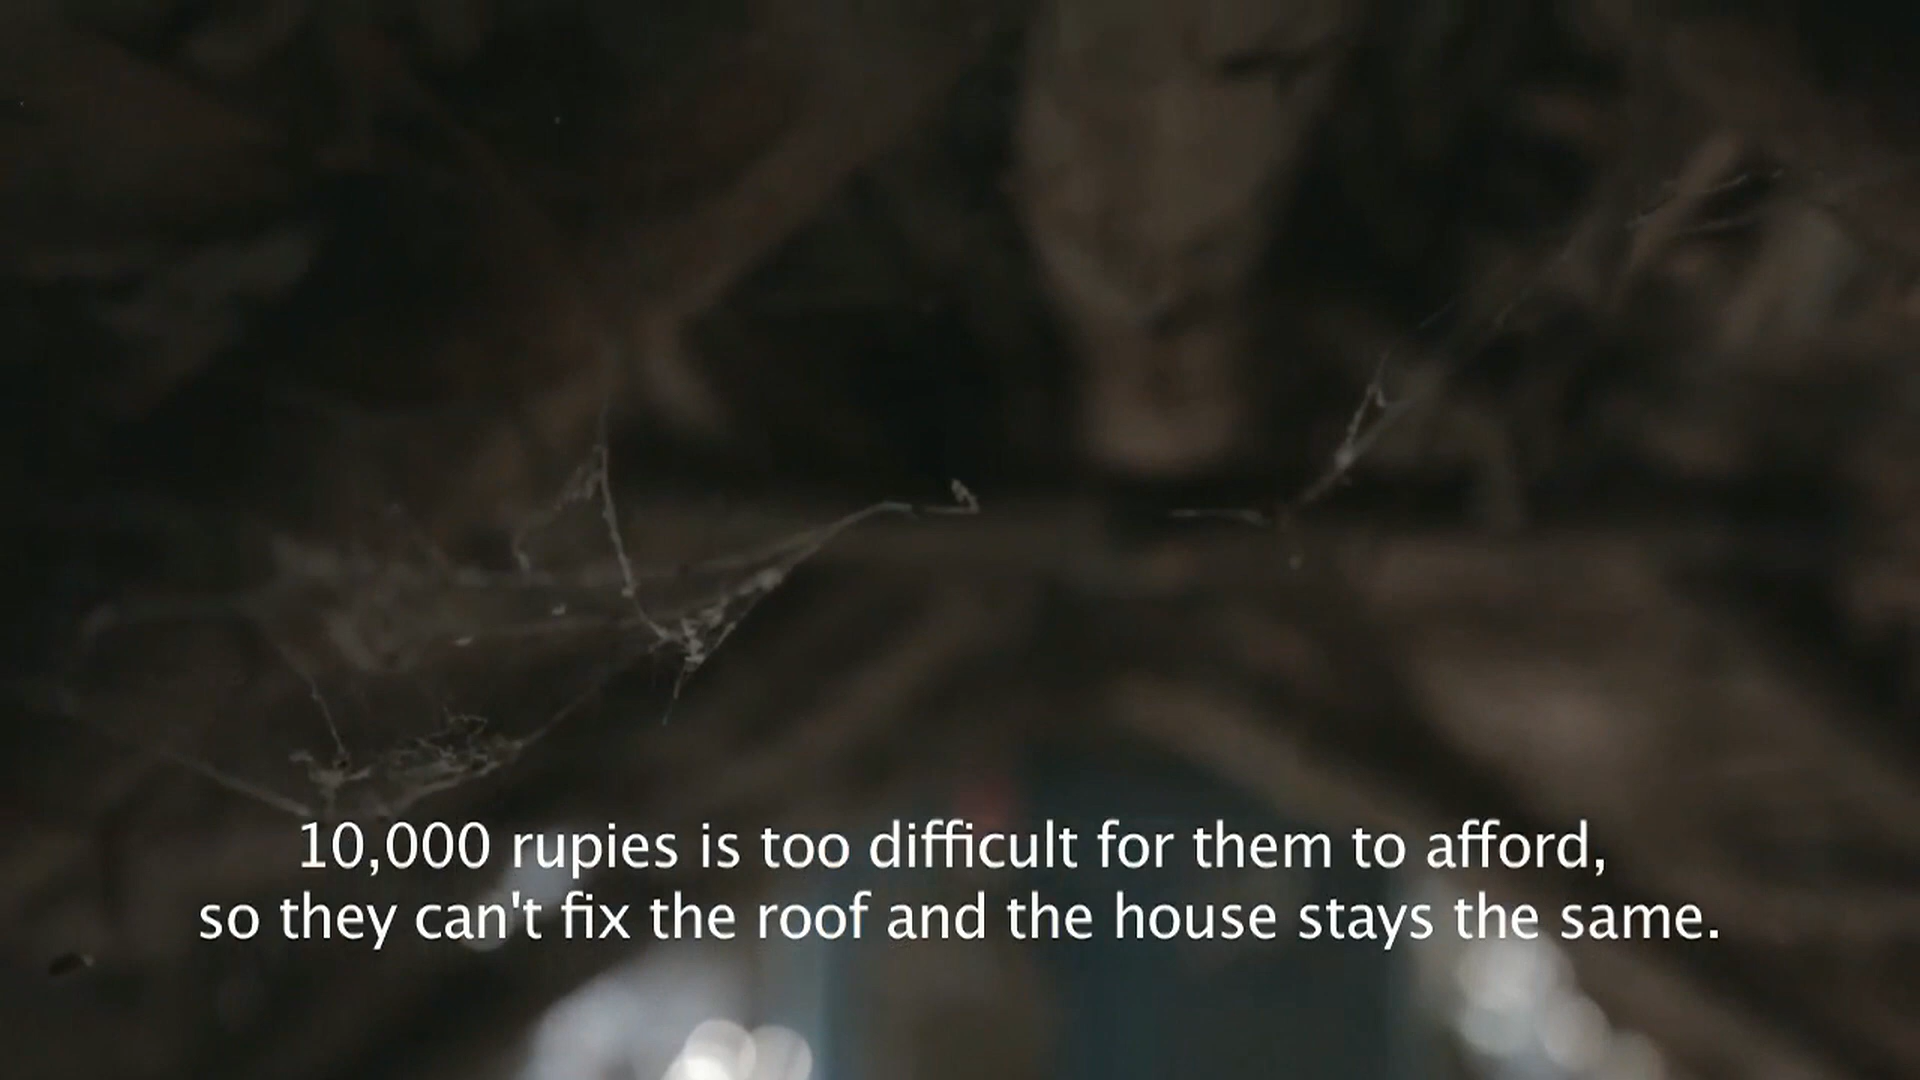 10,000 rupies is too difficult for them to afford,
so they can't fix the roof and the house stays the same.